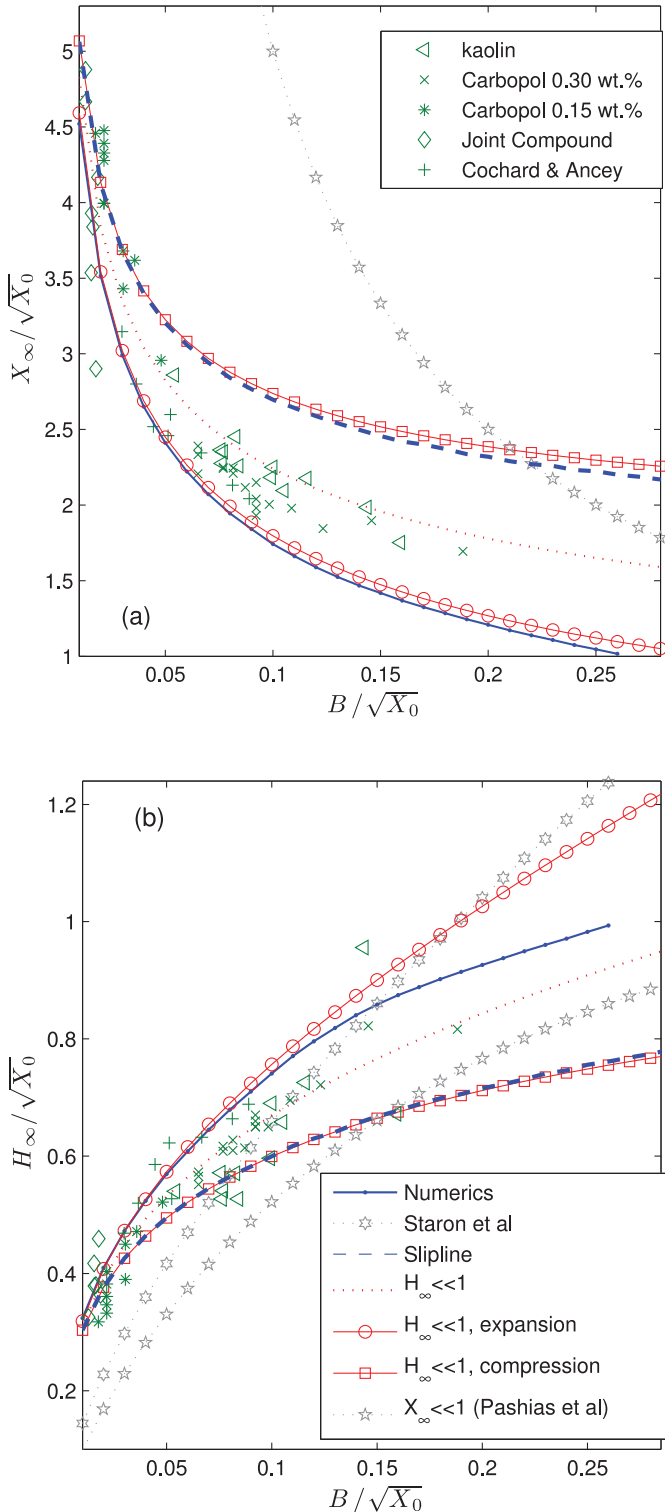 5
4.5
4
3.5
3
2.5
2
1.5
1
X∞/√X0
kaolin
Carbopol 0.30 wt.%
Carbopol 0.15 wt.%
Joint Compound
Cochard & Ancey
(a)
0.05 0.1 0.15 0.2 0.25
B/√X0
(b)
1.2
1
0.8
0.6
0.4
0.2
H∞/√X0
Numerics
Staron et al
Slipline
H∞<<1
H∞<<1, expansion
H∞<<1, compression
X∞<<1 (Pashias et al)
0.05 0.1 0.15 0.2 0.25
B/√X0